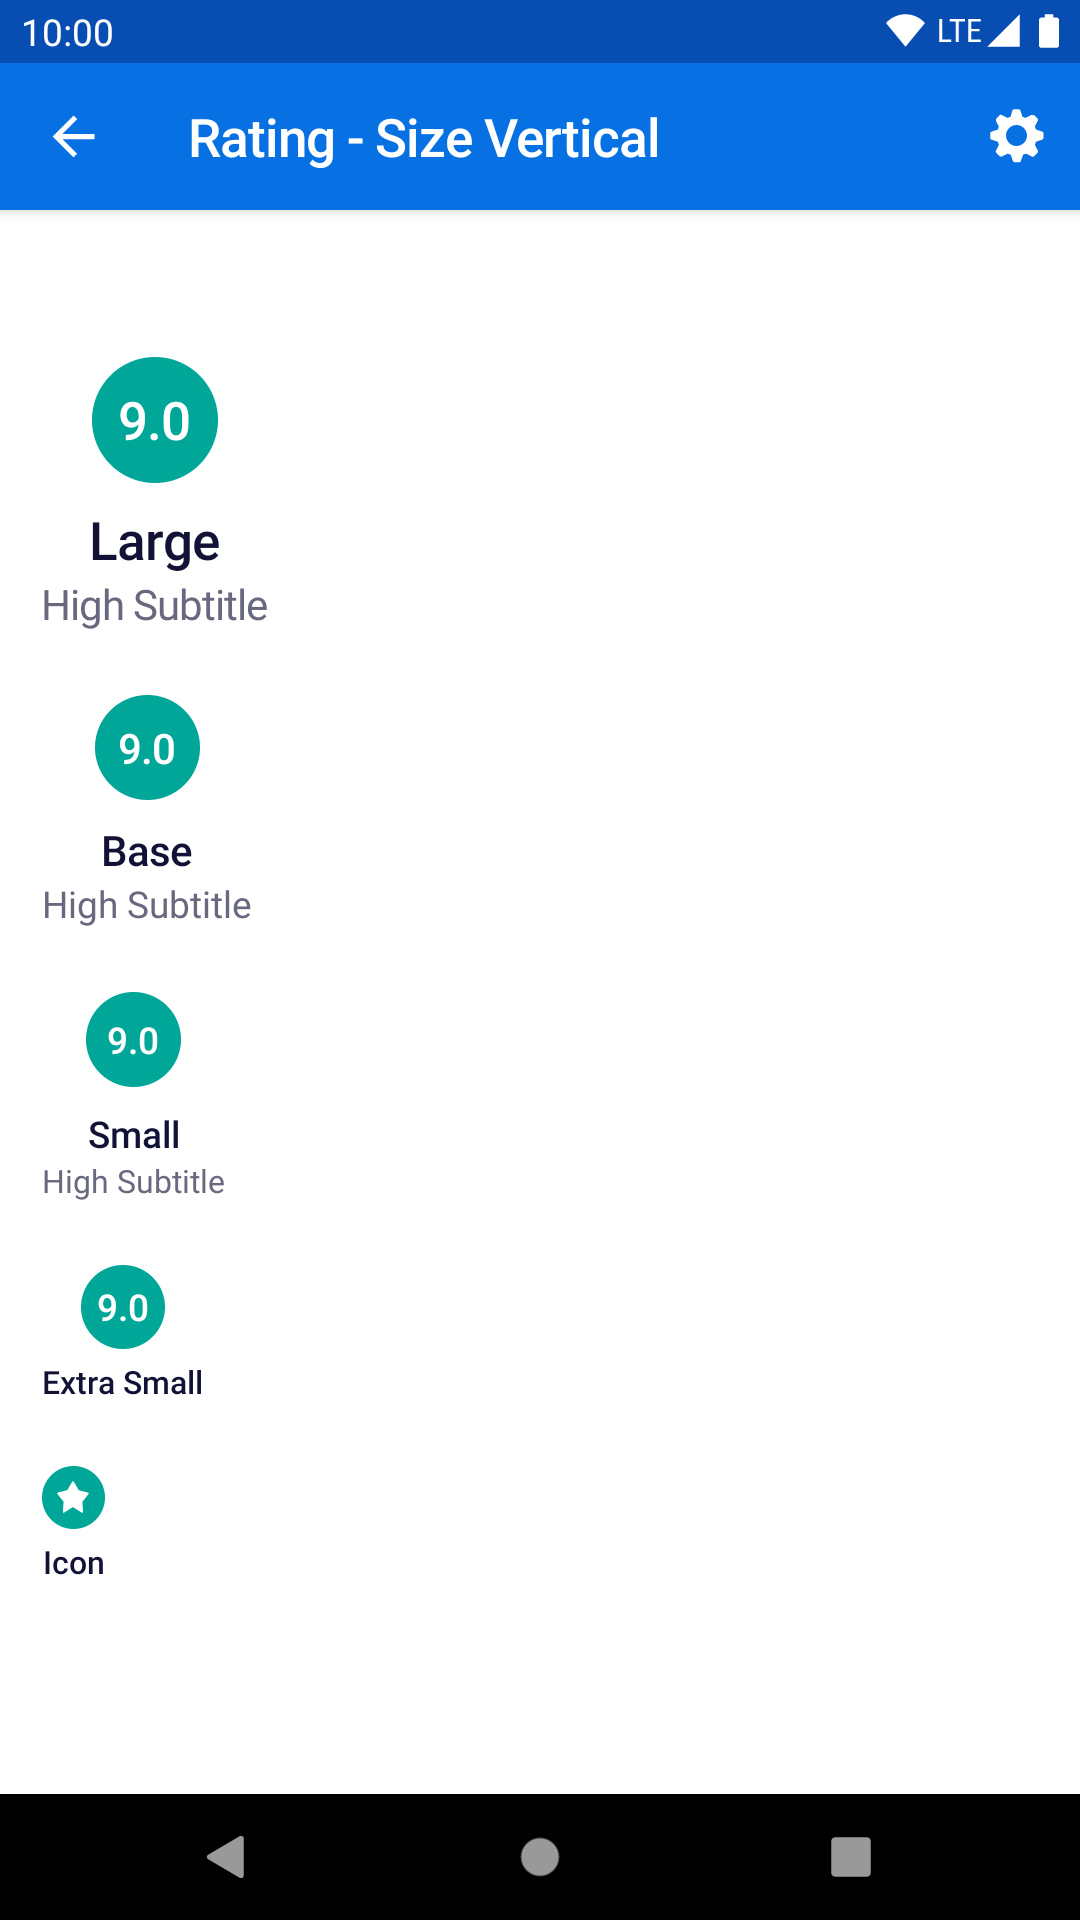 10:00 LTE
Rating - Size Vertical
9.0
Large
High Subtitle
9.0
Base
High Subtitle
9.0
Small
High Subtitle
9.0
Extra Small
Icon